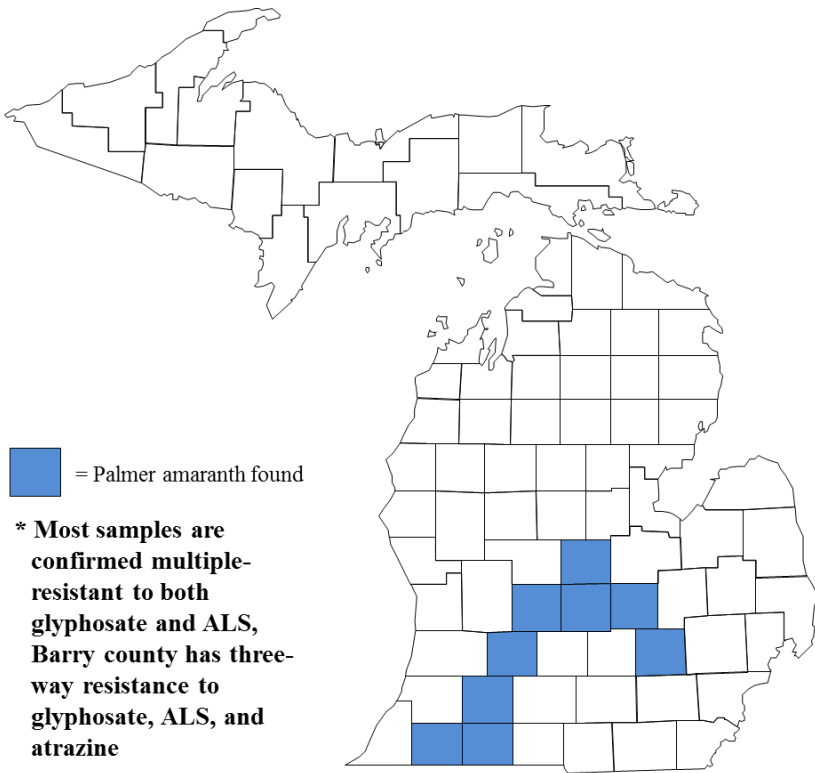 = Palmer amaranth found
* Most samples are
confirmed multiple-
resistant to both
glyphosate and ALS,
Barry county has three-
way resistance to
glyphosate, ALS, and
atrazine